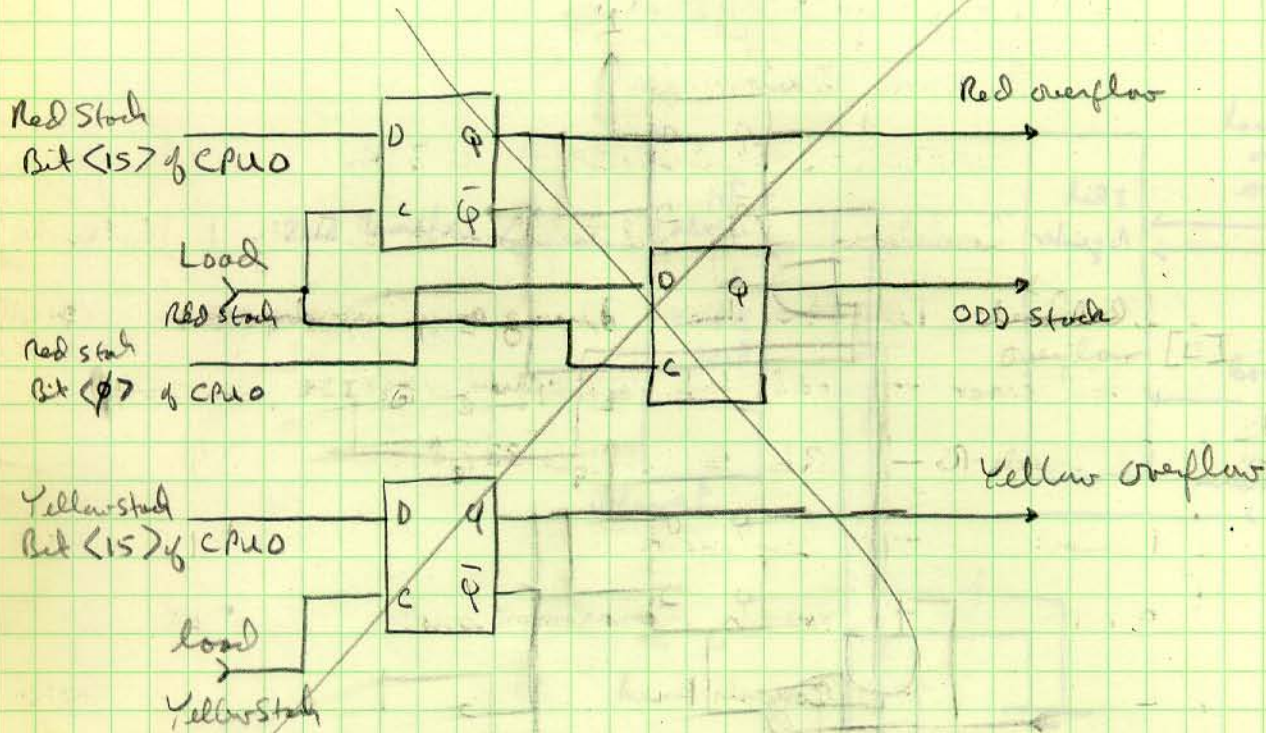 Red overflow
Red Stack
Bit <15> of CPU0
D Q
C Q̅
Load
Red Stack
D Q
ODD Stack
C
Red stack
Bit <0> of CPU0
Yellow overflow
Yellow stack
Bit <15> of CPU0
D Q
C Q̅
load
Yellow Stack